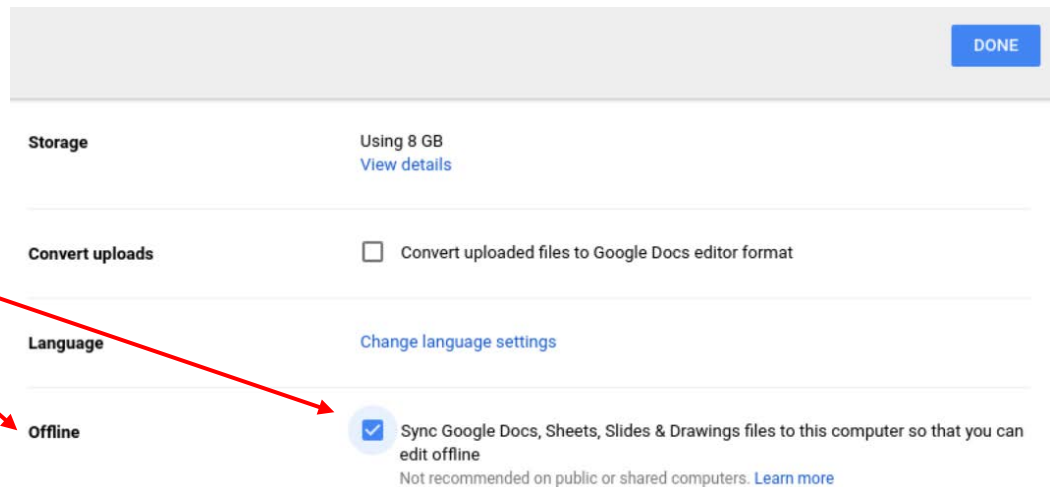 DONE
Storage
Using 8 GB
View details
Convert uploads
Convert uploaded files to Google Docs editor format
Language
Change language settings
Offline
Sync Google Docs, Sheets, Slides & Drawings files to this computer so that you can
edit offline
Not recommended on public or shared computers. Learn more